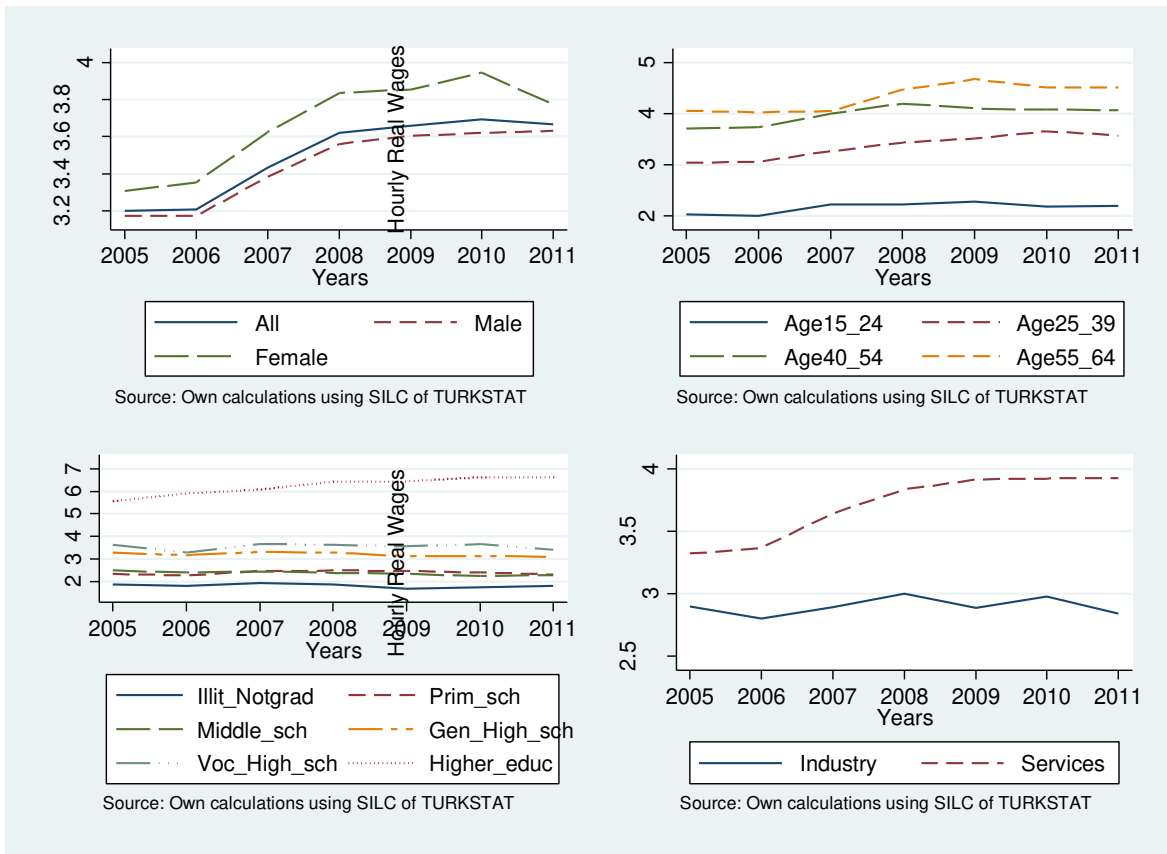 4
3.8
3.6
3.4
3.2
Hourly Real Wages
2005 2006 2007 2008 2009 2010 2011
Years
All Male
Female
Source: Own calculations using SILC of TURKSTAT
5
4
3
2
2005 2006 2007 2008 2009 2010 2011
Years
Age15_24 Age25_39
Age40_54 Age55_64
Source: Own calculations using SILC of TURKSTAT
7
6
5
4
3
2
Hourly Real Wages
2005 2006 2007 2008 2009 2010 2011
Years
Illit_Notgrad Prim_sch
Middle_sch Gen_High_sch
Voc_High_sch Higher_educ
Source: Own calculations using SILC of TURKSTAT
4
3.5
3
2.5
2005 2006 2007 2008 2009 2010 2011
Years
Industry Services
Source: Own calculations using SILC of TURKSTAT